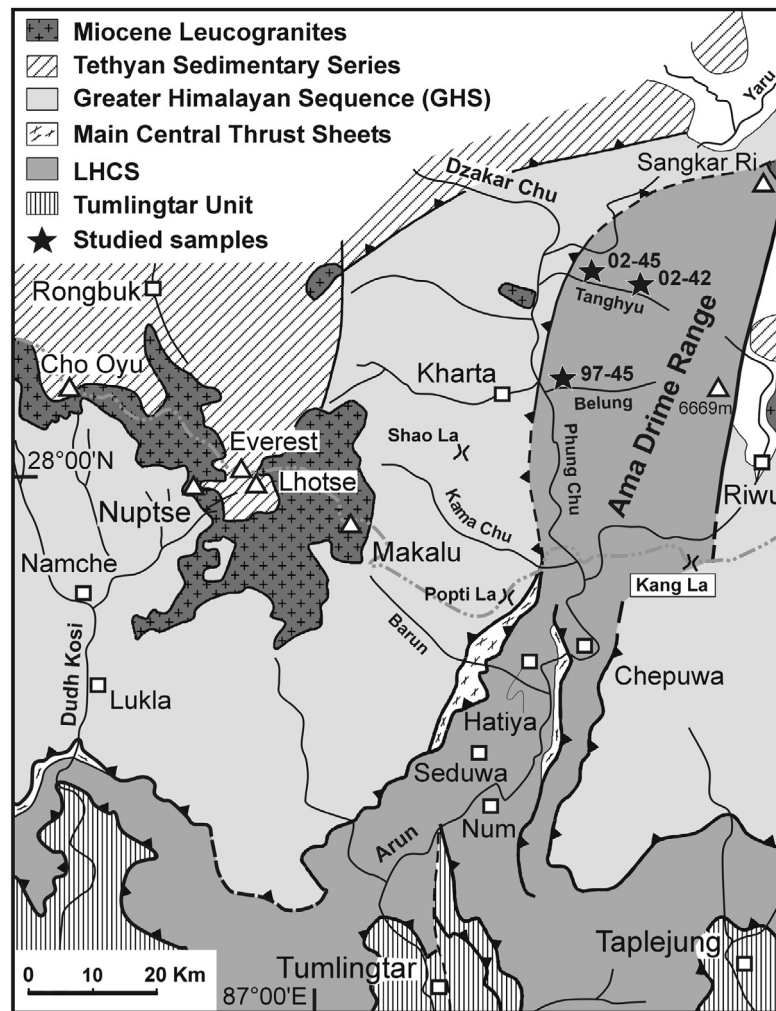 Miocene Leucogranites
Tethyan Sedimentary Series
Greater Himalayan Sequence (GHS)
Main Central Thrust Sheets
LHCS
Tumlingtar Unit
Studied samples
Yaru
Sangkar Ri
Dzakar Chu
02-45
02-42
Tanghyu
Rongbuk
Cho Oyu
Kharta
97-45
Belung
6669m
Ama Drime Range
Phung Chu
Shao La
Everest
28°00'N
Lhotse
Nuptse
Kama Chu
Riwu
Makalu
Namche
Popti La
Kang La
Barun
Dudh Kosi
Lukla
Chepuwa
Hatiya
Seduwa
Num
Arun
Taplejung
Tumlingtar
0 10 20 Km
87°00'E